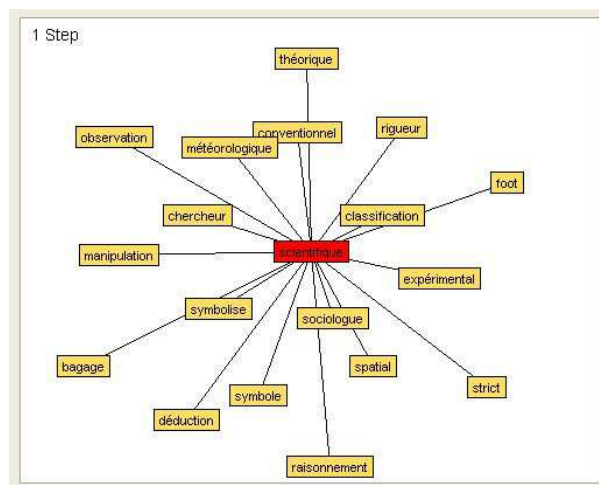 1 Step
théorique
conventionnel
rigueur
observation
météorologique
foot
chercheur
classification
scientifique
manipulation
expérimental
symbolise
sociologue
bagage
spatial
strict
symbole
déduction
raisonnement